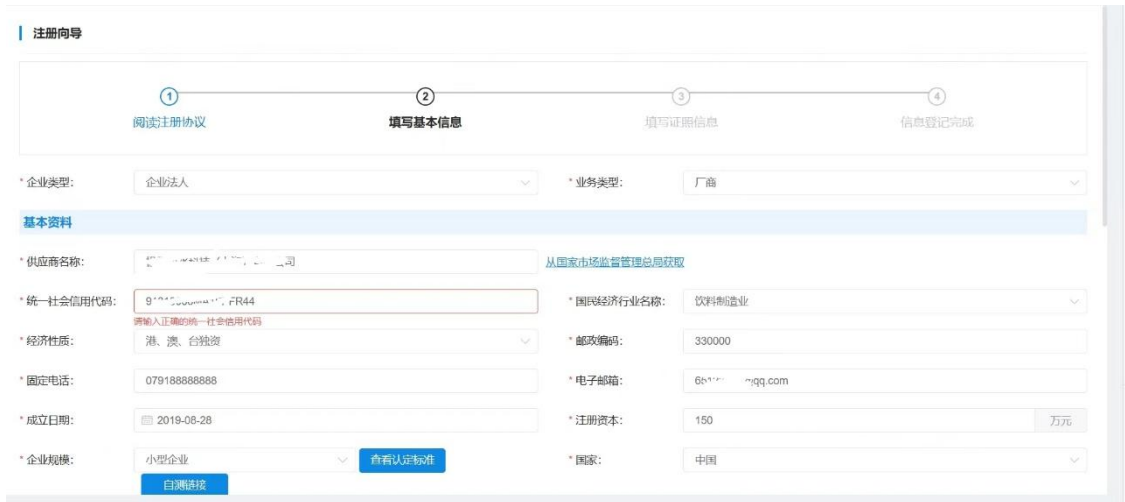 注册向导
1 2 3 4
阅读注册协议 填写基本信息 填写证照信息 信息登记完成
* 企业类型: 企业法人 * 业务类型: 厂商
基本资料
* 供应商名称: 司 从国家市场监督管理总局获取
* 统一社会信用代码: FR44 * 国民经济行业名称: 饮料制造业
请输入正确的统一社会信用代码
* 经济性质: 港、澳、台独资 * 邮政编码: 330000
* 固定电话: 079188888888 * 电子邮箱: qq.com
* 成立日期: 2019-08-28 * 注册资本: 150 万元
* 企业规模: 小型企业 查看认定标准 * 国家: 中国
自测链接